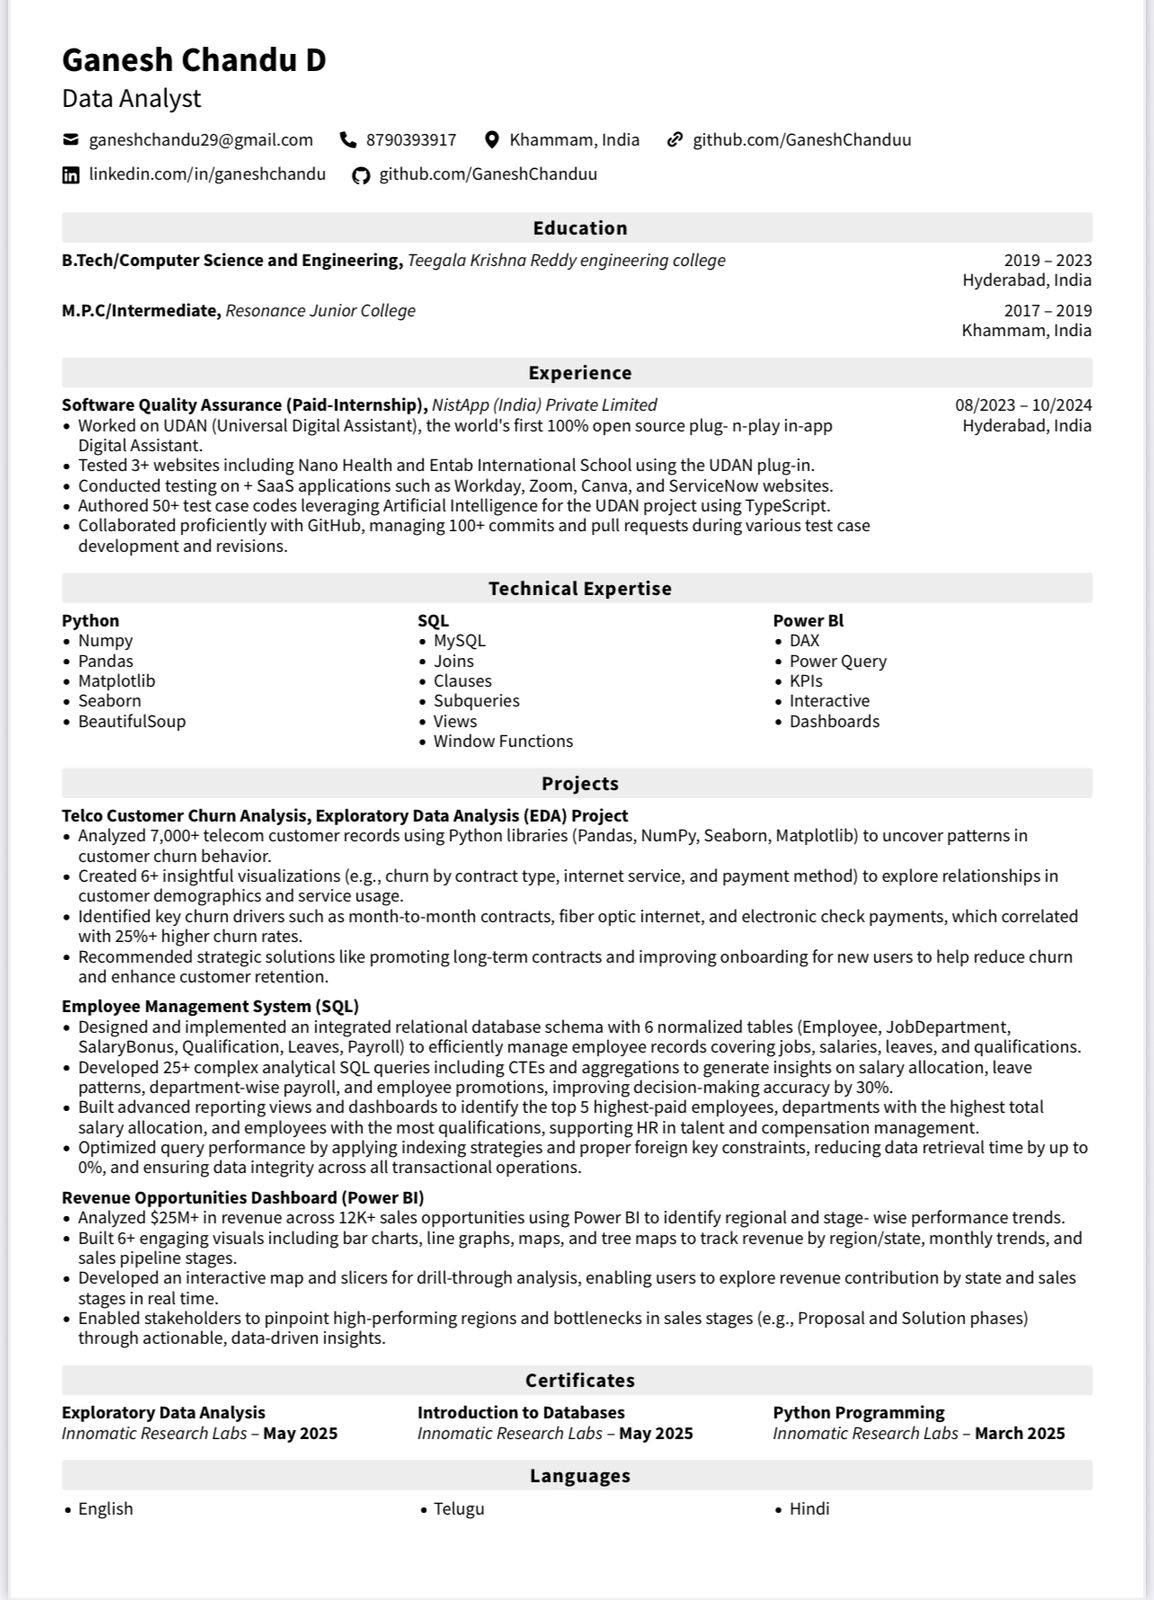 Ganesh Chandu D
Data Analyst
ganeshchandu29@gmail.com 8790393917 Khammam, India github.com/GaneshChanduu
linkedin.com/in/ganeshchandu github.com/GaneshChanduu
Education
B.Tech/Computer Science and Engineering, Teegala Krishna Reddy engineering college 2019 – 2023
Hyderabad, India
M.P.C/Intermediate, Resonance Junior College 2017 – 2019
Khammam, India
Experience
Software Quality Assurance (Paid-Internship), NistApp (India) Private Limited 08/2023 – 10/2024
• Worked on UDAN (Universal Digital Assistant), the world's first 100% open source plug- n-play in-app Hyderabad, India
Digital Assistant.
• Tested 3+ websites including Nano Health and Entab International School using the UDAN plug-in.
• Conducted testing on + SaaS applications such as Workday, Zoom, Canva, and ServiceNow websites.
• Authored 50+ test case codes leveraging Artificial Intelligence for the UDAN project using TypeScript.
• Collaborated proficiently with GitHub, managing 100+ commits and pull requests during various test case
development and revisions.
Technical Expertise
Python SQL Power Bl
• Numpy • MySQL • DAX
• Pandas • Joins • Power Query
• Matplotlib • Clauses • KPIs
• Seaborn • Subqueries • Interactive
• BeautifulSoup • Views • Dashboards
• Window Functions
Projects
Telco Customer Churn Analysis, Exploratory Data Analysis (EDA) Project
• Analyzed 7,000+ telecom customer records using Python libraries (Pandas, NumPy, Seaborn, Matplotlib) to uncover patterns in
customer churn behavior.
• Created 6+ insightful visualizations (e.g., churn by contract type, internet service, and payment method) to explore relationships in
customer demographics and service usage.
• Identified key churn drivers such as month-to-month contracts, fiber optic internet, and electronic check payments, which correlated
with 25%+ higher churn rates.
• Recommended strategic solutions like promoting long-term contracts and improving onboarding for new users to help reduce churn
and enhance customer retention.
Employee Management System (SQL)
• Designed and implemented an integrated relational database schema with 6 normalized tables (Employee, JobDepartment,
SalaryBonus, Qualification, Leaves, Payroll) to efficiently manage employee records covering jobs, salaries, leaves, and qualifications.
• Developed 25+ complex analytical SQL queries including CTEs and aggregations to generate insights on salary allocation, leave
patterns, department-wise payroll, and employee promotions, improving decision-making accuracy by 30%.
• Built advanced reporting views and dashboards to identify the top 5 highest-paid employees, departments with the highest total
salary allocation, and employees with the most qualifications, supporting HR in talent and compensation management.
• Optimized query performance by applying indexing strategies and proper foreign key constraints, reducing data retrieval time by up to
0%, and ensuring data integrity across all transactional operations.
Revenue Opportunities Dashboard (Power BI)
• Analyzed $25M+ in revenue across 12K+ sales opportunities using Power BI to identify regional and stage- wise performance trends.
• Built 6+ engaging visuals including bar charts, line graphs, maps, and tree maps to track revenue by region/state, monthly trends, and
sales pipeline stages.
• Developed an interactive map and slicers for drill-through analysis, enabling users to explore revenue contribution by state and sales
stages in real time.
• Enabled stakeholders to pinpoint high-performing regions and bottlenecks in sales stages (e.g., Proposal and Solution phases)
through actionable, data-driven insights.
Certificates
Exploratory Data Analysis Introduction to Databases Python Programming
Innomatic Research Labs – May 2025 Innomatic Research Labs – May 2025 Innomatic Research Labs – March 2025
Languages
• English • Telugu • Hindi